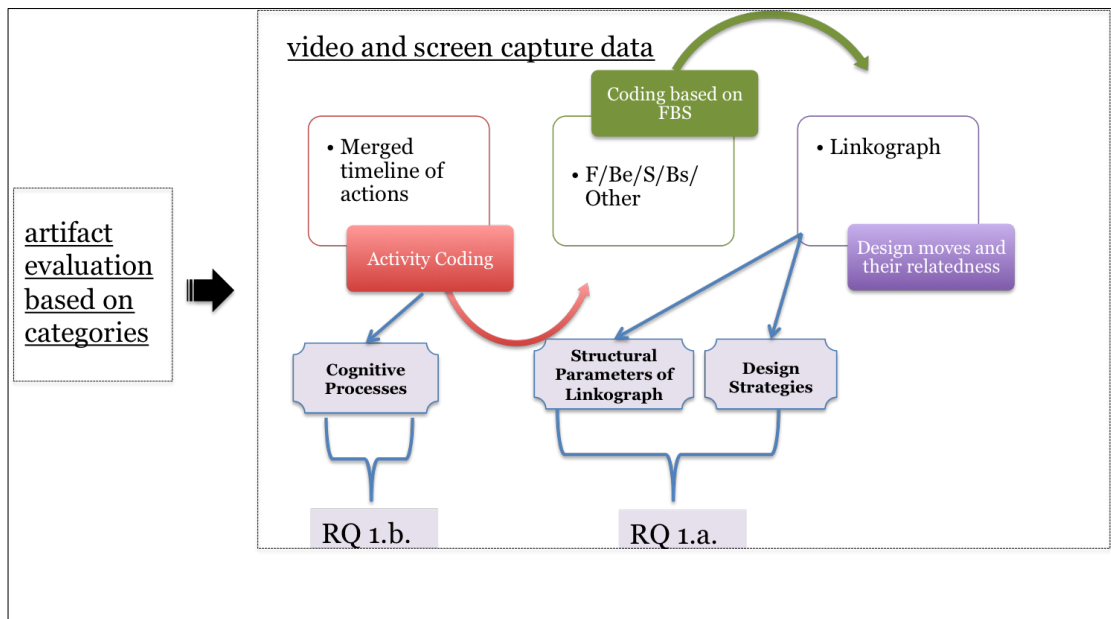 video and screen capture data
Coding based on
FBS
• Merged
timeline of
actions
• F/Be/S/Bs/
Other
• Linkograph
artifact
evaluation
based on
categories
Activity Coding
Design moves and
their relatedness
Cognitive
Processes
Structural
Parameters of
Linkograph
Design
Strategies
RQ 1.b.
RQ 1.a.